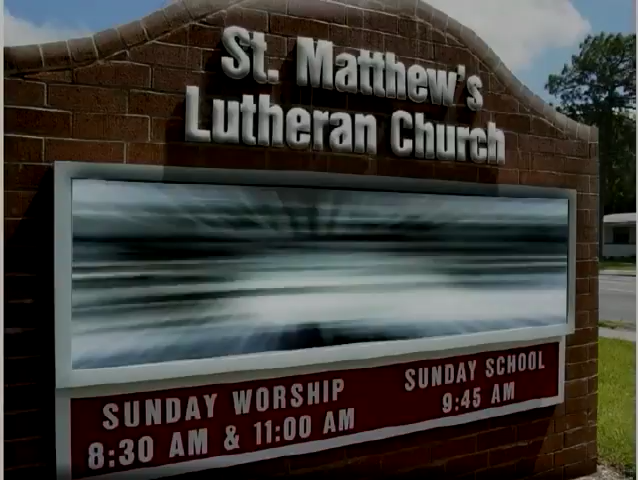 St. Matthew's
Lutheran Church
SUNDAY WORSHIP
8:30 AM & 11:00 AM
SUNDAY SCHOOL
9:45 AM